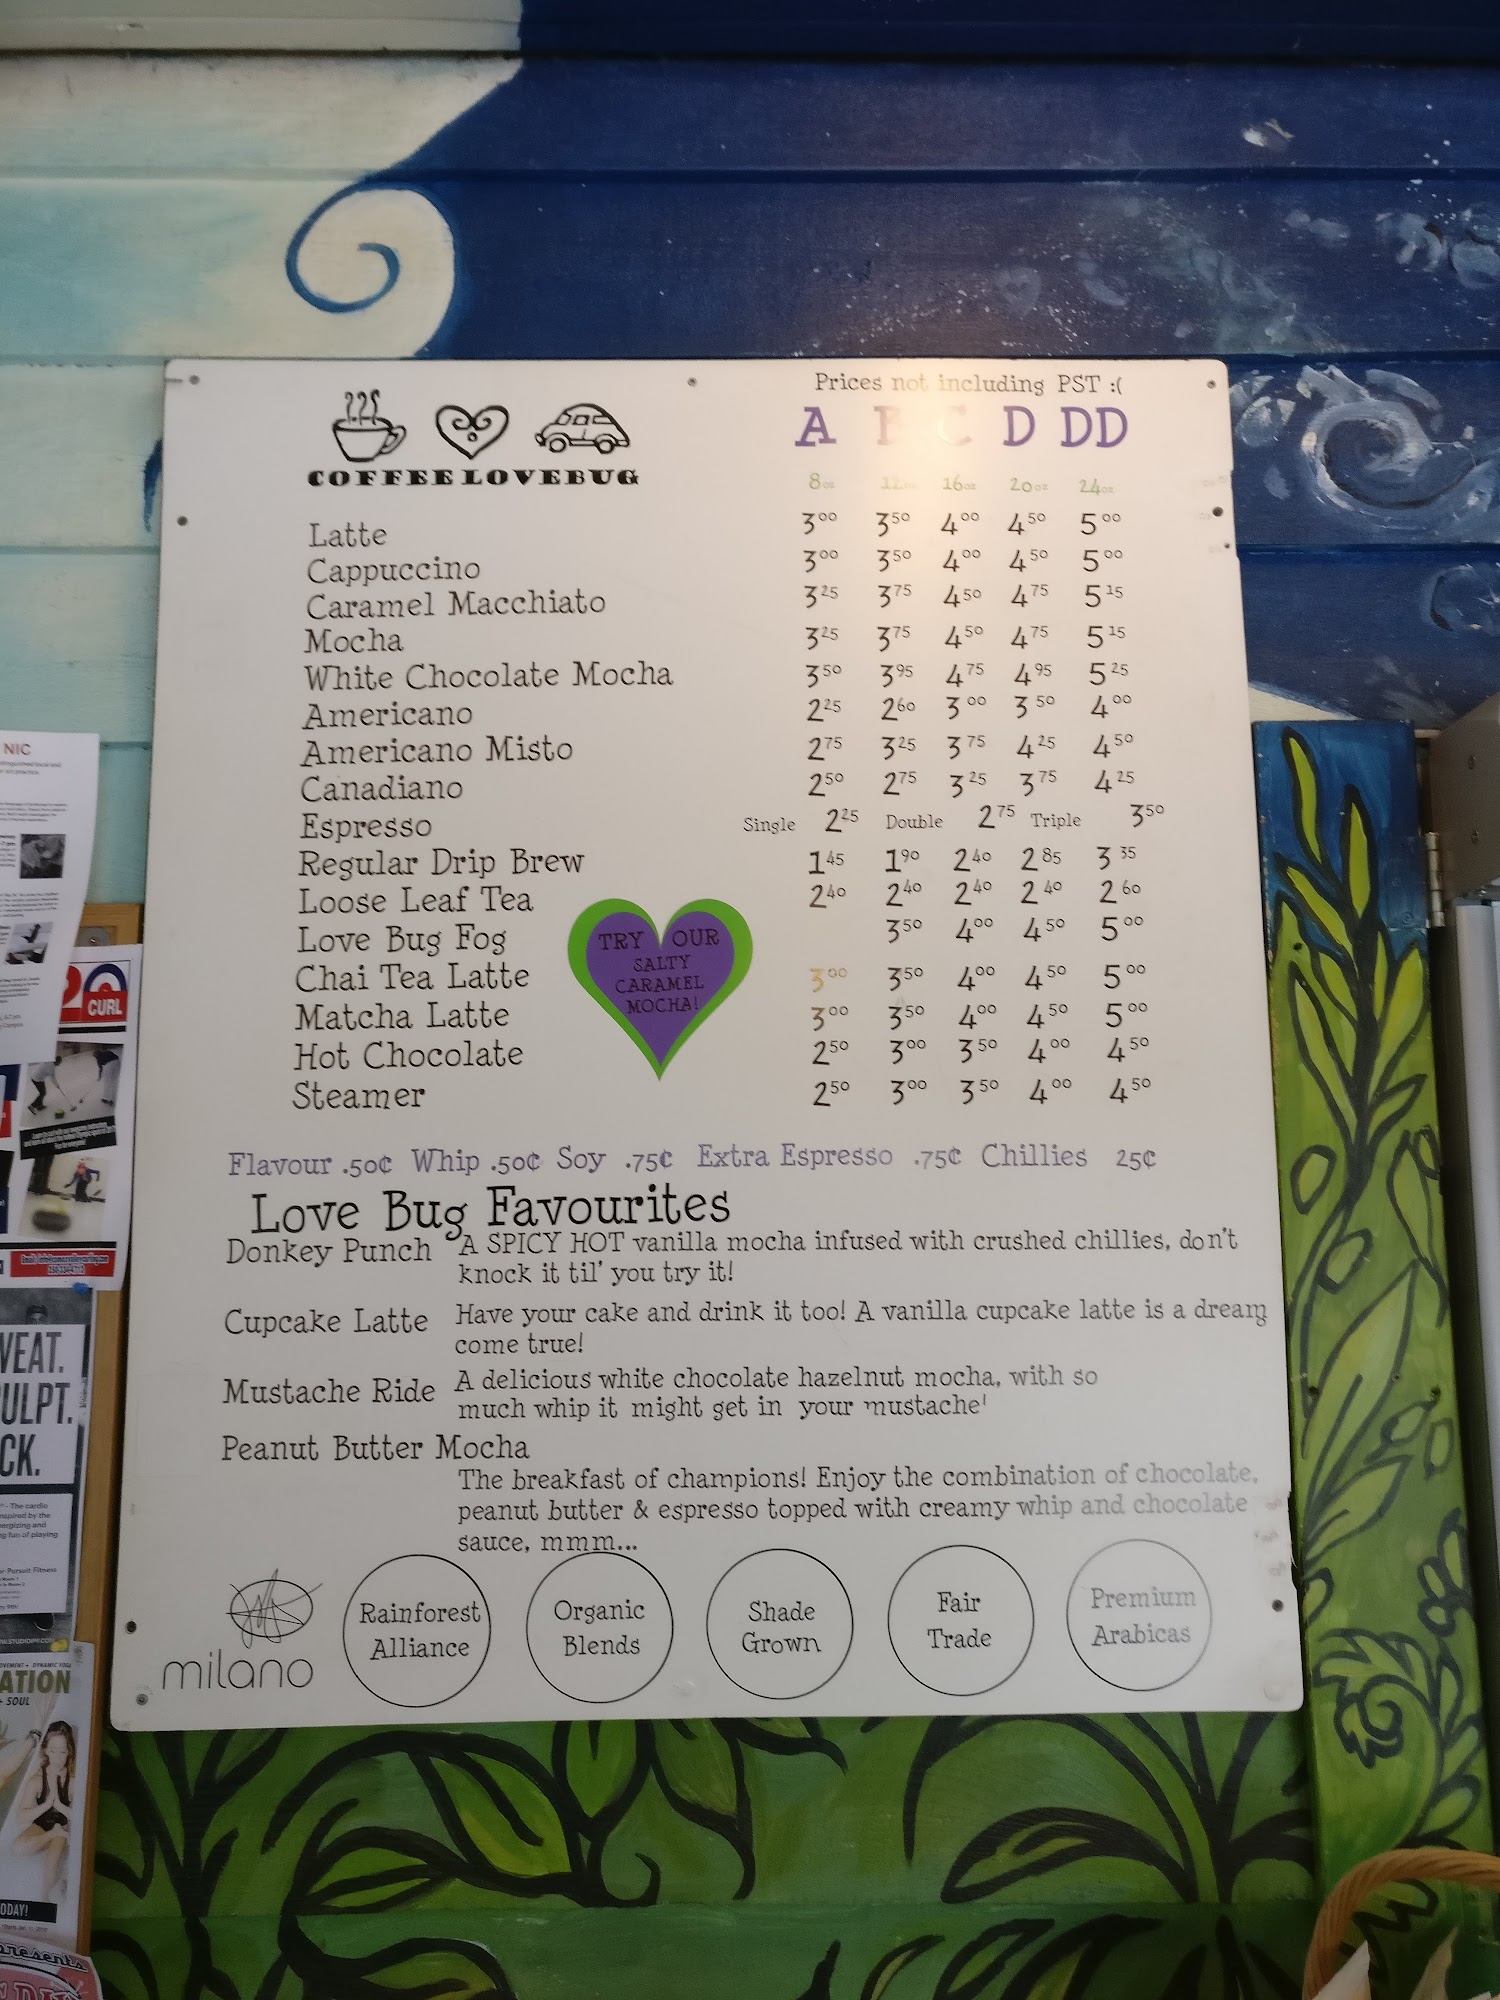 Prices not including PST :(
A B C D DD
COFFEE LOVEBUG
8oz 12oz 16oz 20oz 24oz
Latte 3⁰⁰ 3⁵⁰ 4⁰⁰ 4⁵⁰ 5⁰⁰
Cappuccino 3⁰⁰ 3⁵⁰ 4⁰⁰ 4⁵⁰ 5⁰⁰
Caramel Macchiato 3²⁵ 3⁷⁵ 4⁵⁰ 4⁷⁵ 5¹⁵
Mocha 3²⁵ 3⁷⁵ 4⁵⁰ 4⁷⁵ 5¹⁵
White Chocolate Mocha 3⁵⁰ 3⁹⁵ 4⁷⁵ 4⁹⁵ 5²⁵
Americano 2²⁵ 2⁶⁰ 3⁰⁰ 3⁵⁰ 4⁰⁰
Americano Misto 2⁷⁵ 3²⁵ 3⁷⁵ 4²⁵ 4⁵⁰
Canadiano 2⁵⁰ 2⁷⁵ 3²⁵ 3⁷⁵ 4²⁵
Espresso Single 2²⁵ Double 2⁷⁵ Triple 3⁵⁰
Regular Drip Brew 1⁴⁵ 1⁹⁰ 2⁴⁰ 2⁸⁵ 3³⁵
Loose Leaf Tea 2⁴⁰ 2⁴⁰ 2⁴⁰ 2⁴⁰ 2⁶⁰
Love Bug Fog 3⁵⁰ 4⁰⁰ 4⁵⁰ 5⁰⁰
Chai Tea Latte 3⁰⁰ 3⁵⁰ 4⁰⁰ 4⁵⁰ 5⁰⁰
Matcha Latte 3⁰⁰ 3⁵⁰ 4⁰⁰ 4⁵⁰ 5⁰⁰
Hot Chocolate 2⁵⁰ 3⁰⁰ 3⁵⁰ 4⁰⁰ 4⁵⁰
Steamer 2⁵⁰ 3⁰⁰ 3⁵⁰ 4⁰⁰ 4⁵⁰
TRY OUR
SALTY
CARAMEL
MOCHA!
Flavour .50¢ Whip .50¢ Soy .75¢ Extra Espresso .75¢ Chillies 25¢
Love Bug Favourites
Donkey Punch A SPICY HOT vanilla mocha infused with crushed chillies, don't
knock it til' you try it!
Cupcake Latte Have your cake and drink it too! A vanilla cupcake latte is a dream
come true!
Mustache Ride A delicious white chocolate hazelnut mocha, with so
much whip it might get in your mustache!
Peanut Butter Mocha
The breakfast of champions! Enjoy the combination of chocolate,
peanut butter & espresso topped with creamy whip and chocolate
sauce, mmm...
milano
Rainforest
Alliance
Organic
Blends
Shade
Grown
Fair
Trade
Premium
Arabicas
NIC
CURL
ATION
+ SOUL